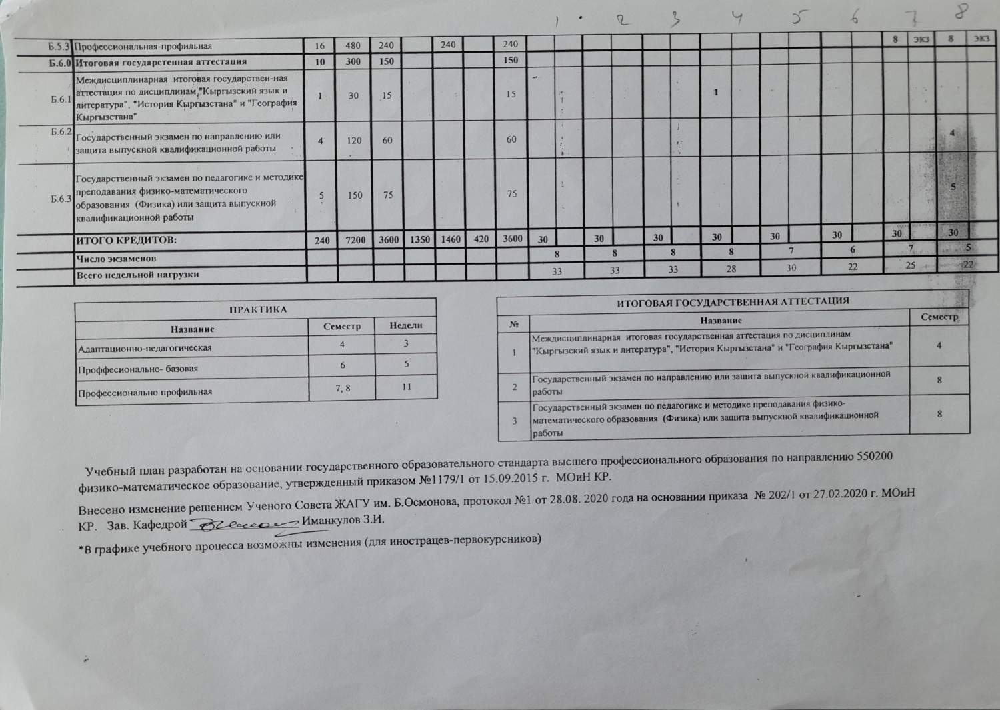 1 2 3 4 5 6 7 8
Б.5.3 Профессиональная-профильная 16 480 240 240 240 8 экз 8 экз
Б.6.0 Итоговая государстенная аттестация 10 300 150 150
Междисциплинарная итоговая государствен-ная
аттестация по дисциплинам "Кыргызский язык и
Б.6.1 литература", "История Кыргызстана" и "География 1 30 15 15 1
Кыргызстана"
Б.6.2 Государственный экзамен по направлению или 4 120 60 60 4
защита выпускной квалификационной работы
Государственный экзамен по педагогике и методике
преподавания физико-математического
Б.6.3 образования (Физика) или защита выпускной 5 150 75 75 5
квалификационной работы
ИТОГО КРЕДИТОВ: 240 7200 3600 1350 1460 420 3600 30 30 30 30 30 30 30 30
Число экзаменов 8 8 8 8 7 6 7 5
Всего недельной нагрузки 33 33 33 28 30 22 25 22
ПРАКТИКА
Название Семестр Недели
Адаптационно-педагогическая 4 3
Проффесионально- базовая 6 5
Профессионально профильная 7, 8 11
ИТОГОВАЯ ГОСУДАРСТВЕННАЯ АТТЕСТАЦИЯ
№ Название Семестр
Междисциплинарная итоговая государственная аттестация по дисциплинам
1 "Кыргызский язык и литература", "История Кыргызстана" и "География Кыргызстана" 4
2 Государственный экзамен по направлению или защита выпускной квалификационной 8
работы
Государственный экзамен по педагогике и методике преподавания физико-
3 математического образования (Физика) или защита выпускной квалификационной 8
работы
Учебный план разработан на основании государственного образовательного стандарта высшего профессионального образования по направлению 550200
физико-математическое образование, утвержденный приказом №1179/1 от 15.09.2015 г. МОиН КР.
Внесено изменение решением Ученого Совета ЖАГУ им. Б.Осмонова, протокол №1 от 28.08. 2020 года на основании приказа № 202/1 от 27.02.2020 г. МОиН
КР. Зав. Кафедрой Иманкулов З.И.
*В графике учебного процесса возможны изменения (для инострацев-первокурсников)